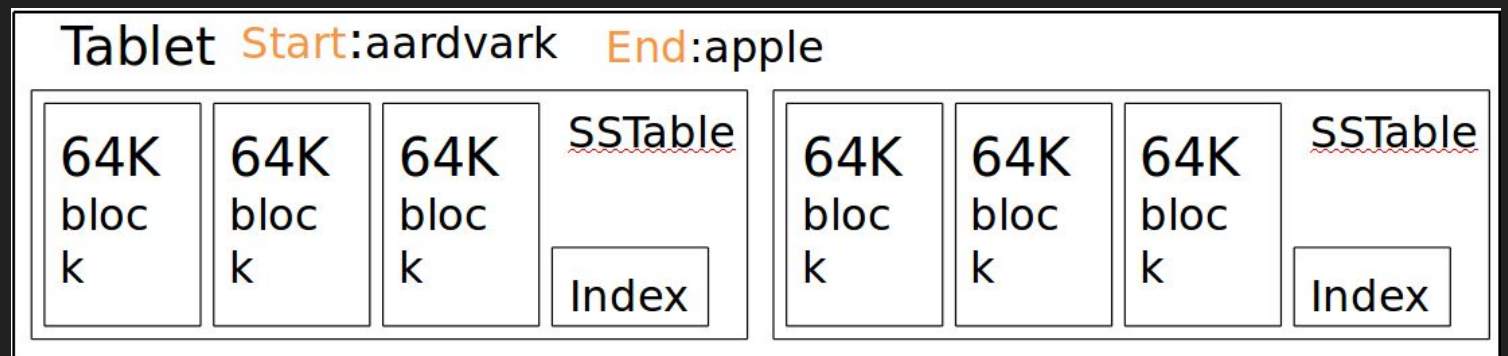 Tablet Start:aardvark End:apple
64K
bloc
k
64K
bloc
k
64K
bloc
k
SSTable
Index
64K
bloc
k
64K
bloc
k
64K
bloc
k
SSTable
Index